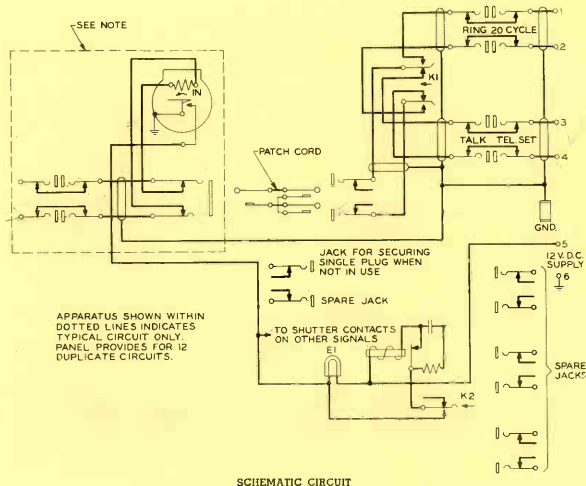 SEE NOTE
IN
RING 20 CYCLE
1
2
K1
3
TALK TEL. SET
4
PATCH CORD
GND.
5
12 V. D.C.
SUPPLY
6
JACK FOR SECURING
SINGLE PLUG WHEN
NOT IN USE
SPARE JACK
APPARATUS SHOWN WITHIN
DOTTED LINES INDICATES
TYPICAL CIRCUIT ONLY.
PANEL PROVIDES FOR 12
DUPLICATE CIRCUITS.
TO SHUTTER CONTACTS
ON OTHER SIGNALS
E1
K2
SPARE
JACKS
SCHEMATIC CIRCUIT